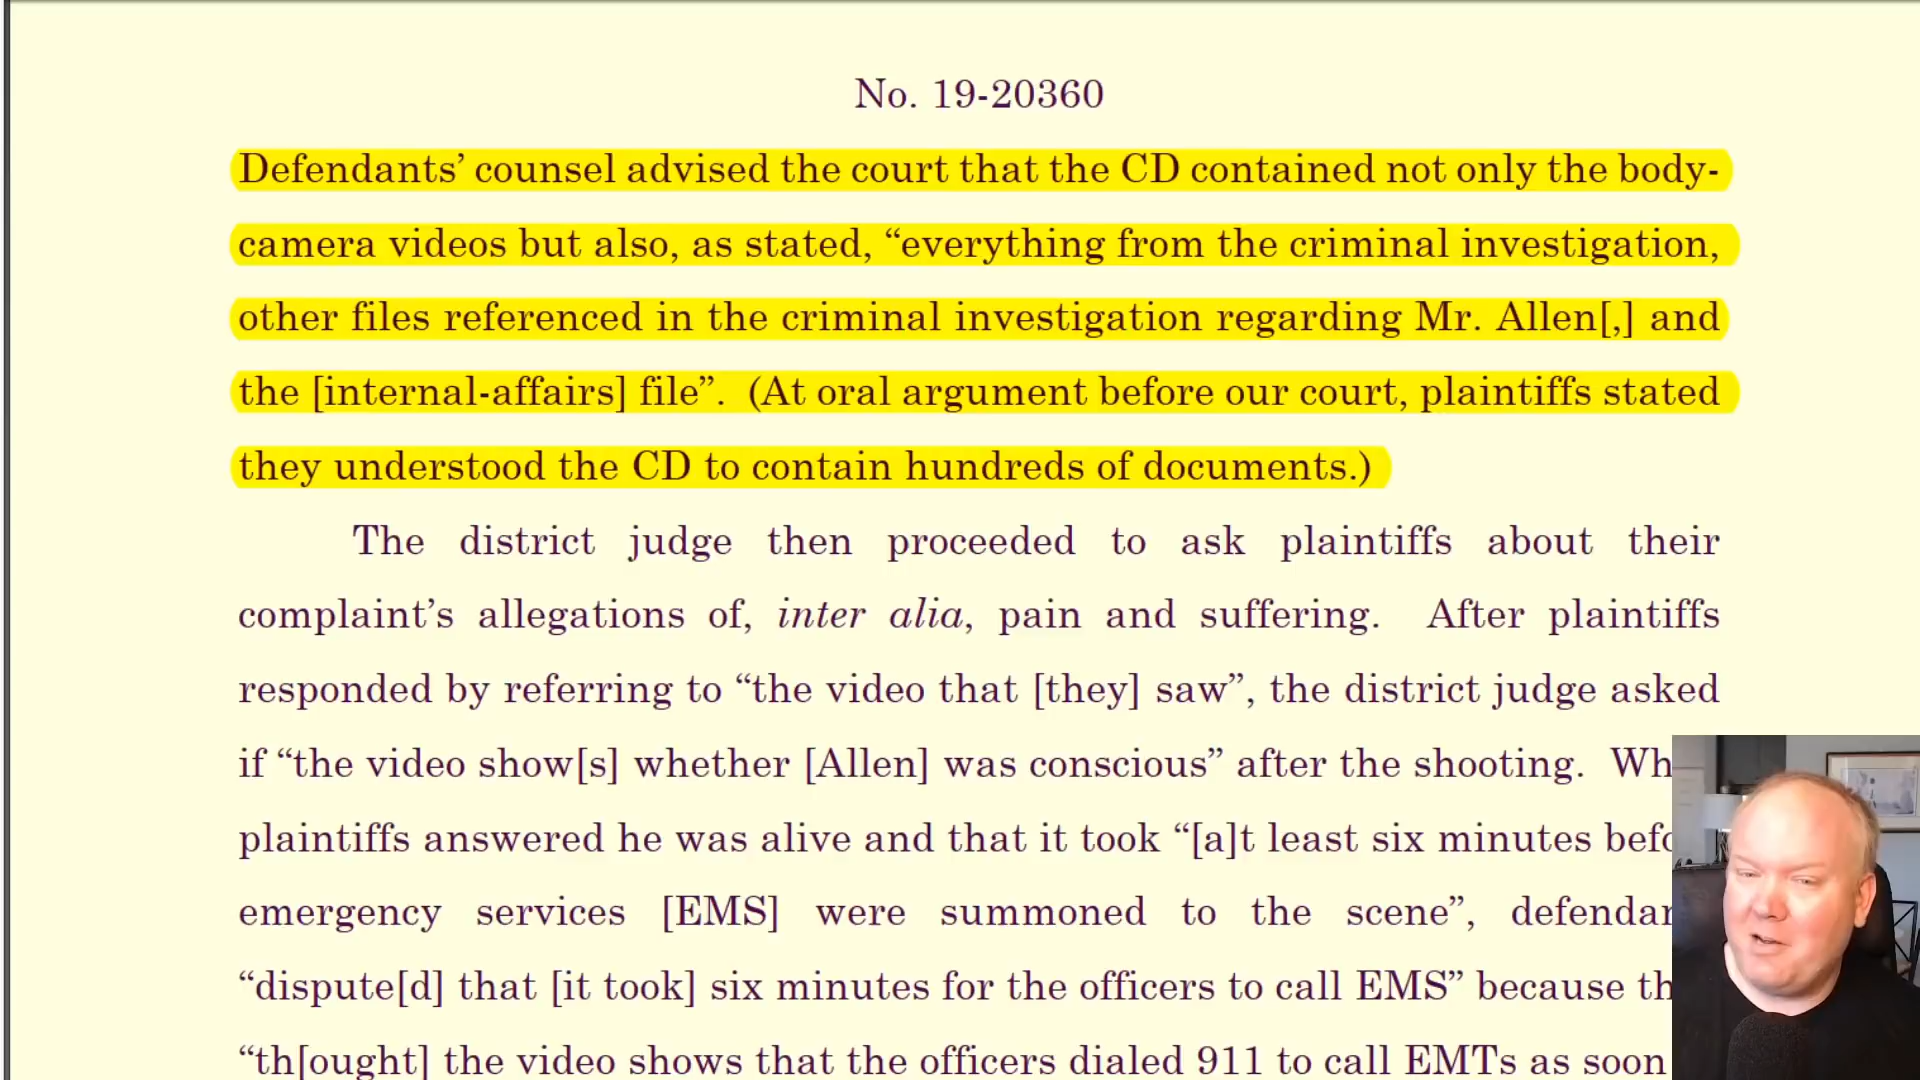 No. 19-20360
Defendants’ counsel advised the court that the CD contained not only the body-
camera videos but also, as stated, “everything from the criminal investigation,
other files referenced in the criminal investigation regarding Mr. Allen[,] and
the [internal-affairs] file”. (At oral argument before our court, plaintiffs stated
they understood the CD to contain hundreds of documents.)
The district judge then proceeded to ask plaintiffs about their
complaint’s allegations of, inter alia, pain and suffering. After plaintiffs
responded by referring to “the video that [they] saw”, the district judge asked
if “the video show[s] whether [Allen] was conscious” after the shooting.
plaintiffs answered he was alive and that it took “[a]t least six minutes
emergency services [EMS] were summoned to the scene”,
“dispute[d] that [it took] six minutes for the officers to call EMS” because
“th[ought] the video shows that the officers dialed 911 to call EMTs as soon